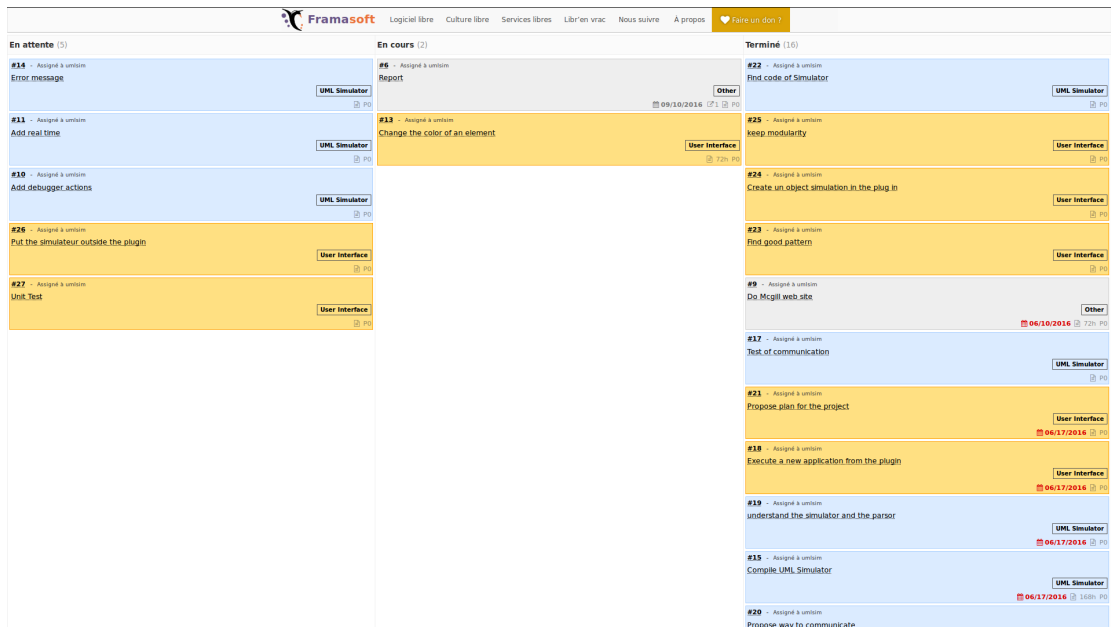 Framasoft Logiciel libre Culture libre Services libres Libr'en vrac Nous suivre À propos Faire un don ?
En attente (5)
#14 - Assigné à umlsim
Error message
UML Simulator
P0
#11 - Assigné à umlsim
Add real time
UML Simulator
P0
#10 - Assigné à umlsim
Add debugger actions
UML Simulator
P0
#26 - Assigné à umlsim
Put the simulateur outside the plugin
User Interface
P0
#27 - Assigné à umlsim
Unit Test
User Interface
P0
En cours (2)
#6 - Assigné à umlsim
Report
Other
09/10/2016 1 P0
#13 - Assigné à umlsim
Change the color of an element
User Interface
72h P0
Terminé (16)
#22 - Assigné à umlsim
Find code of Simulator
UML Simulator
P0
#25 - Assigné à umlsim
keep modularity
User Interface
P0
#24 - Assigné à umlsim
Create un object simulation in the plug in
User Interface
P0
#23 - Assigné à umlsim
Find good pattern
User Interface
P0
#9 - Assigné à umlsim
Do Mcgill web site
Other
06/10/2016 72h P0
#17 - Assigné à umlsim
Test of communication
UML Simulator
P0
#21 - Assigné à umlsim
Propose plan for the project
User Interface
06/17/2016 P0
#18 - Assigné à umlsim
Execute a new application from the plugin
User Interface
06/17/2016 P0
#19 - Assigné à umlsim
understand the simulator and the parsor
UML Simulator
06/17/2016 P0
#15 - Assigné à umlsim
Compile UML Simulator
UML Simulator
06/17/2016 168h P0
#20 - Assigné à umlsim
Propose way to communicate